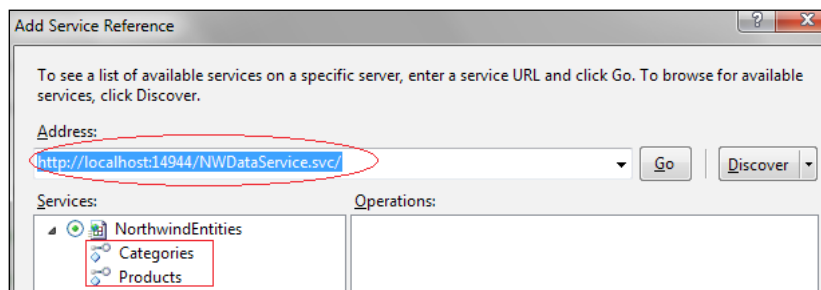 Add Service Reference
To see a list of available services on a specific server, enter a service URL and click Go. To browse for available
services, click Discover.
Address:
http://localhost:14944/NWDataService.svc/
Go
Discover
Services:
Operations:
NorthwindEntities
Categories
Products